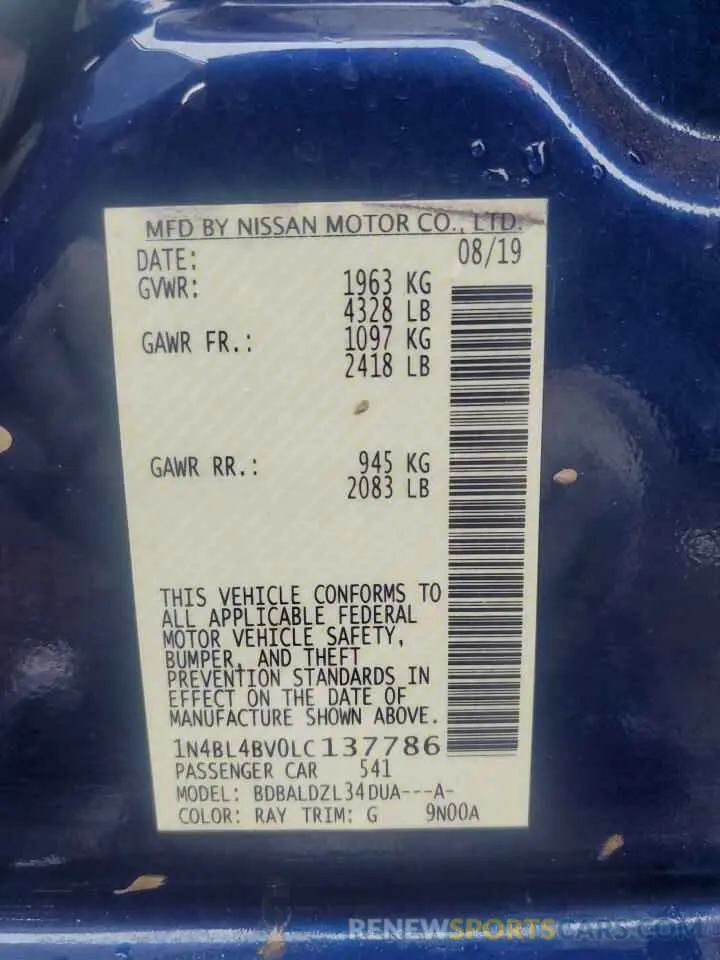 MFD BY NISSAN MOTOR CO., LTD.
DATE: 08/19
GVWR: 1963 KG
4328 LB
GAWR FR.: 1097 KG
2418 LB
GAWR RR.: 945 KG
2083 LB
THIS VEHICLE CONFORMS TO
ALL APPLICABLE FEDERAL
MOTOR VEHICLE SAFETY,
BUMPER, AND THEFT
PREVENTION STANDARDS IN
EFFECT ON THE DATE OF
MANUFACTURE SHOWN ABOVE.
1N4BL4BV0LC137786
PASSENGER CAR 541
MODEL: BDBALDZL34DUA---A-
COLOR: RAY TRIM: G 9N00A
RENEWSPORTSCARS.COM